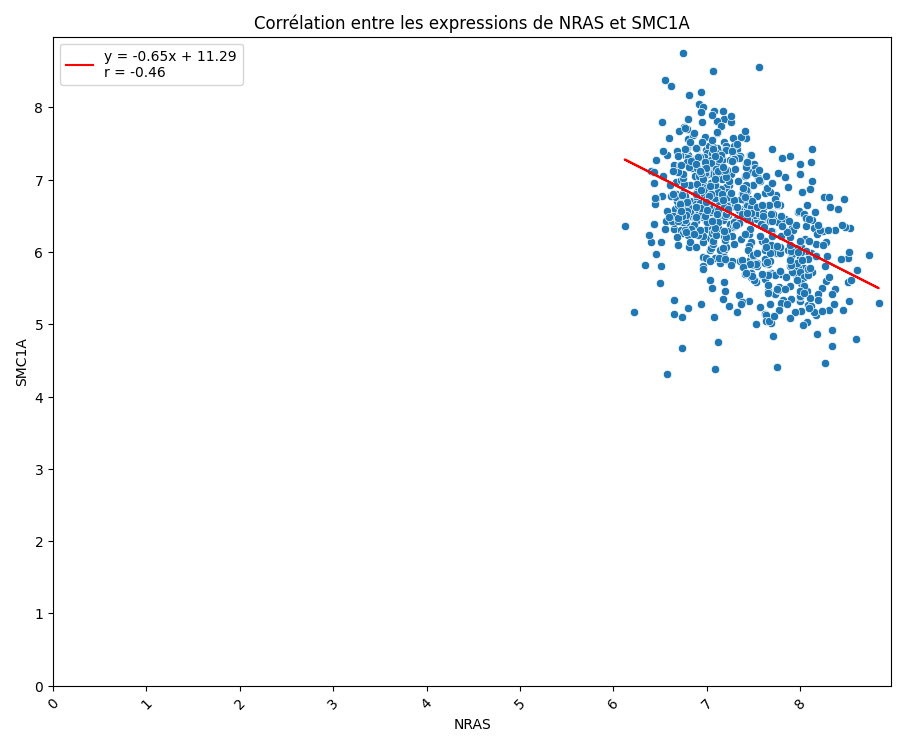 Corrélation entre les expressions de NRAS et SMC1A
y = -0.65x + 11.29
r = -0.46
SMC1A
8
7
6
5
4
3
2
1
0
0 1 2 3 4 5 6 7 8
NRAS